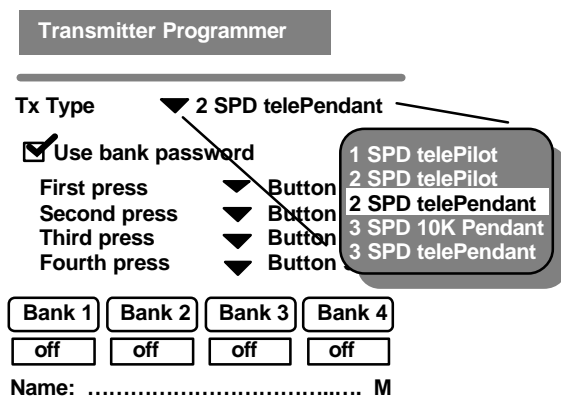 Transmitter Programmer
Tx Type 2 SPD telePendant
Use bank password
First press Button
Second press Button
Third press Button
Fourth press Button
1 SPD telePilot
2 SPD telePilot
2 SPD telePendant
3 SPD 10K Pendant
3 SPD telePendant
Bank 1 Bank 2 Bank 3 Bank 4
off off off off
Name: ………………………………. M